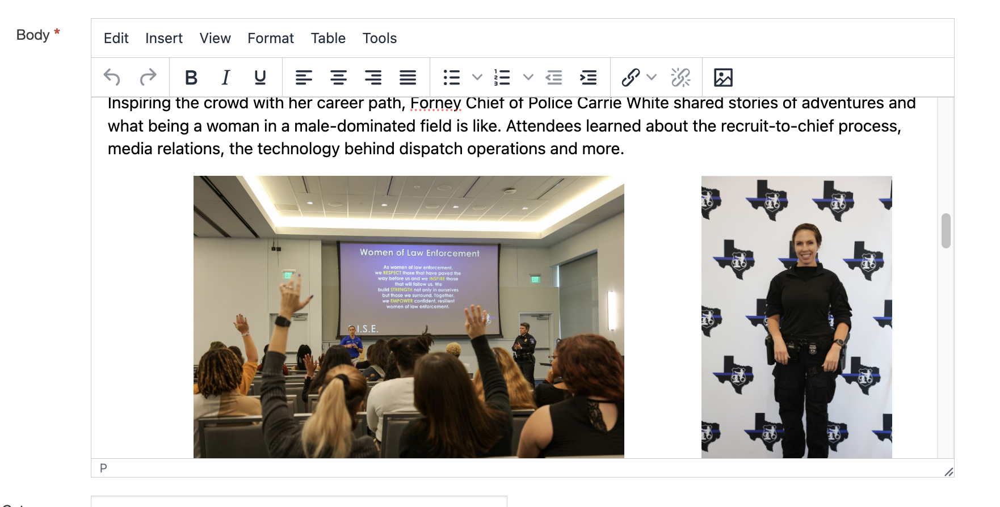 Body *
Edit Insert View Format Table Tools
Inspiring the crowd with her career path, Forney Chief of Police Carrie White shared stories of adventures and
what being a woman in a male-dominated field is like. Attendees learned about the recruit-to-chief process,
media relations, the technology behind dispatch operations and more.
Women of Law Enforcement
As women of law enforcement,
we RESPECT those that have paved the
way before us and we INSPIRE those
that will follow us. We
build STRENGTH not only in ourselves
but those we surround. Together,
we EMPOWER confident, resilient
women of law enforcement.
EXIT
EXIT
.I.S.E.
P